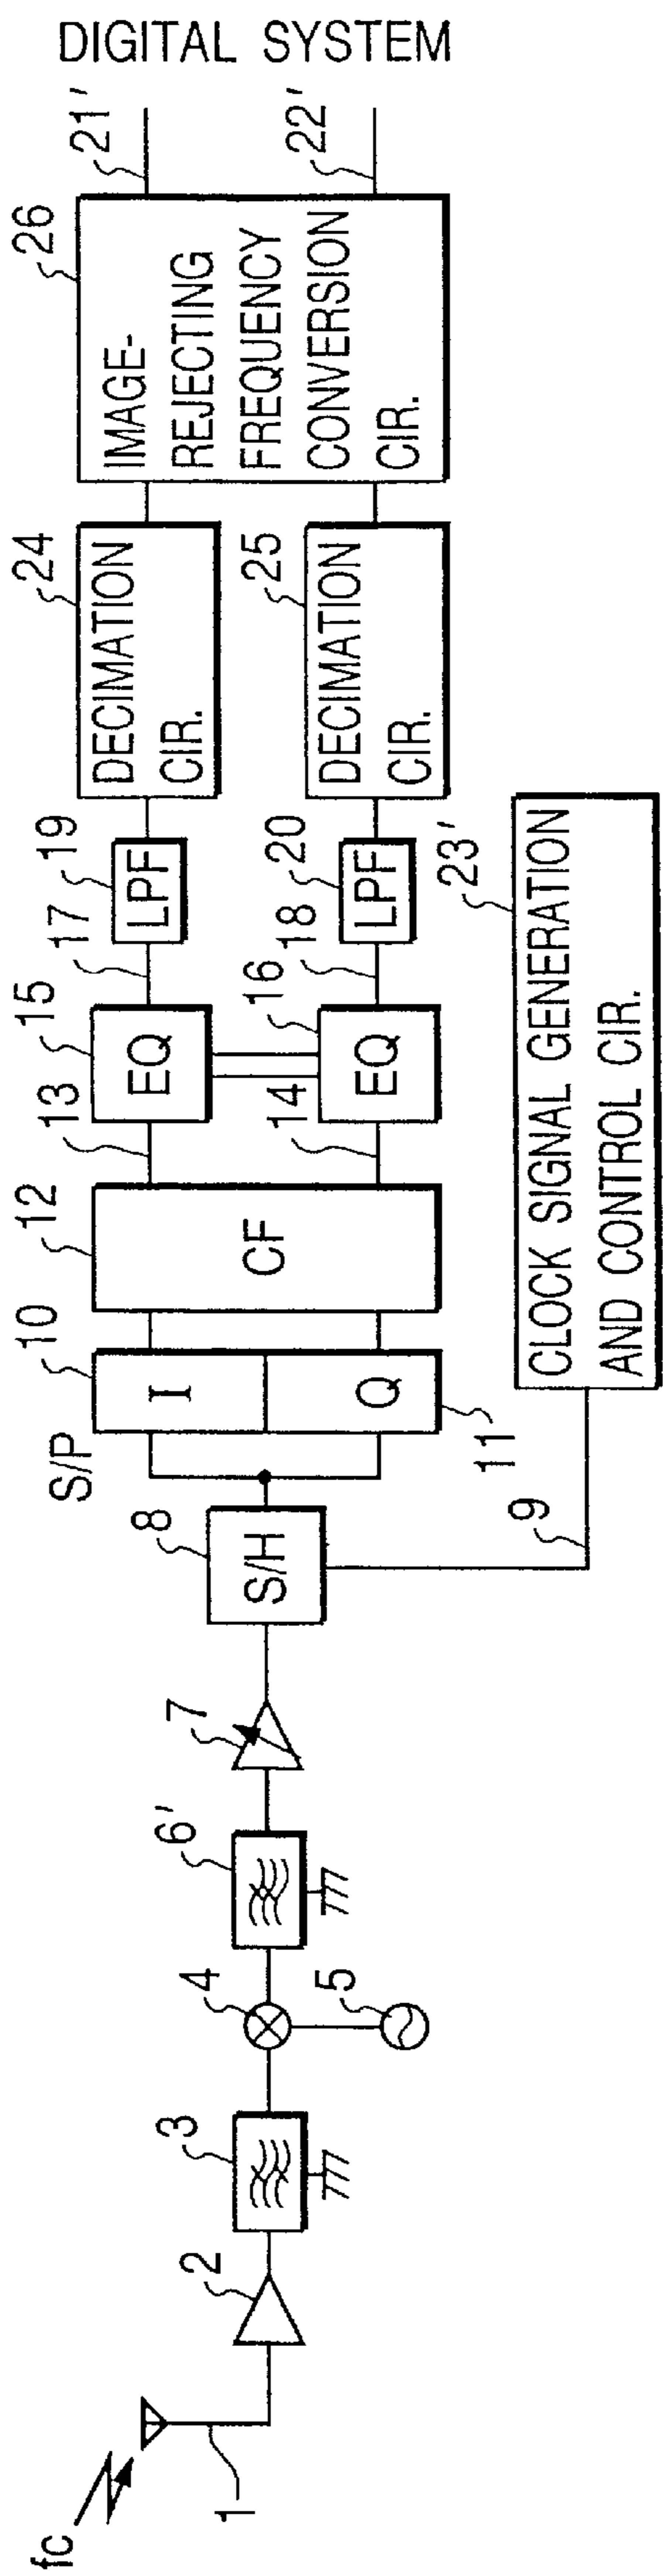 fc
1
2
3
4
5
6'
7
8
S/H
9
S/P
10
I
Q
11
12
CF
13
14
15
EQ
16
EQ
17
18
19
LPF
20
LPF
24
DECIMATION
CIR.
25
DECIMATION
CIR.
23'
CLOCK SIGNAL GENERATION
AND CONTROL CIR.
26
IMAGE-
REJECTING
FREQUENCY
CONVERSION
CIR.
21'
22'
DIGITAL SYSTEM